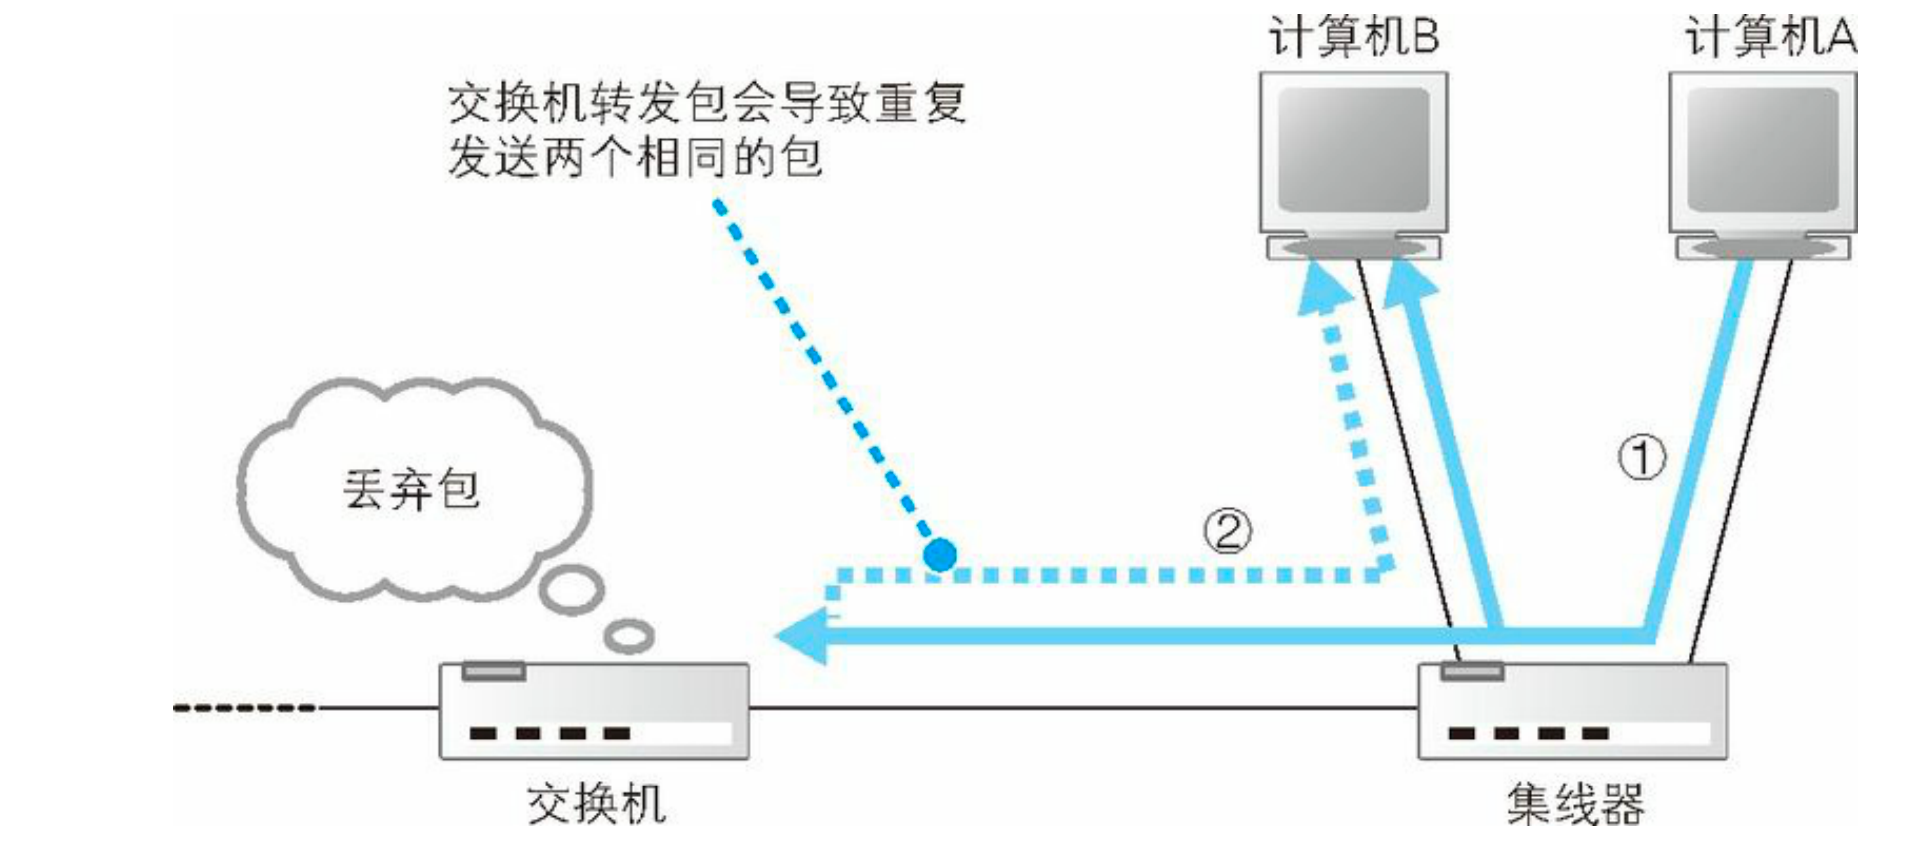 计算机B
计算机A
交换机转发包会导致重复
发送两个相同的包
①
丢弃包
②
交换机
集线器